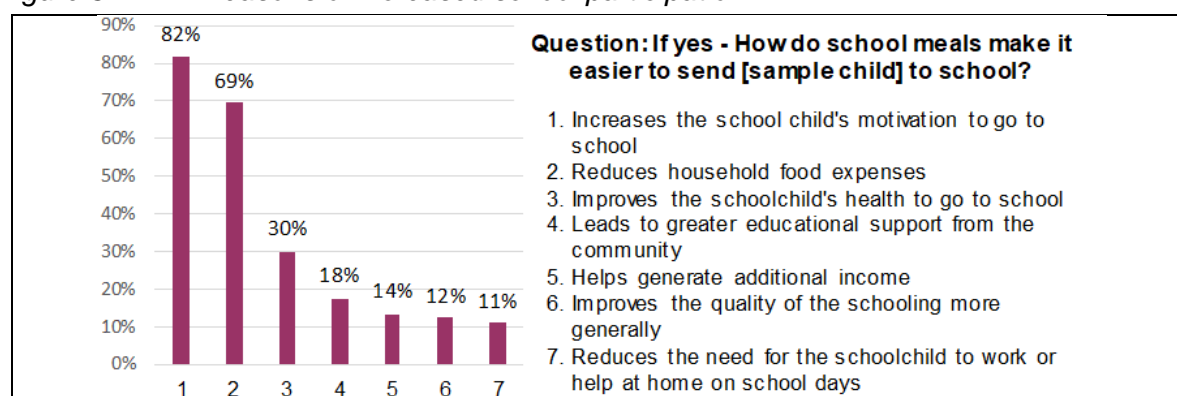 90%
80%
70%
60%
50%
40%
30%
20%
10%
0%
82%
69%
30%
18%
14%
12%
11%
1 2 3 4 5 6 7
Question: If yes - How do school meals make it
easier to send [sample child] to school?
1. Increases the school child's motivation to go to
school
2. Reduces household food expenses
3. Improves the schoolchild's health to go to school
4. Leads to greater educational support from the
community
5. Helps generate additional income
6. Improves the quality of the schooling more
generally
7. Reduces the need for the schoolchild to work or
help at home on school days